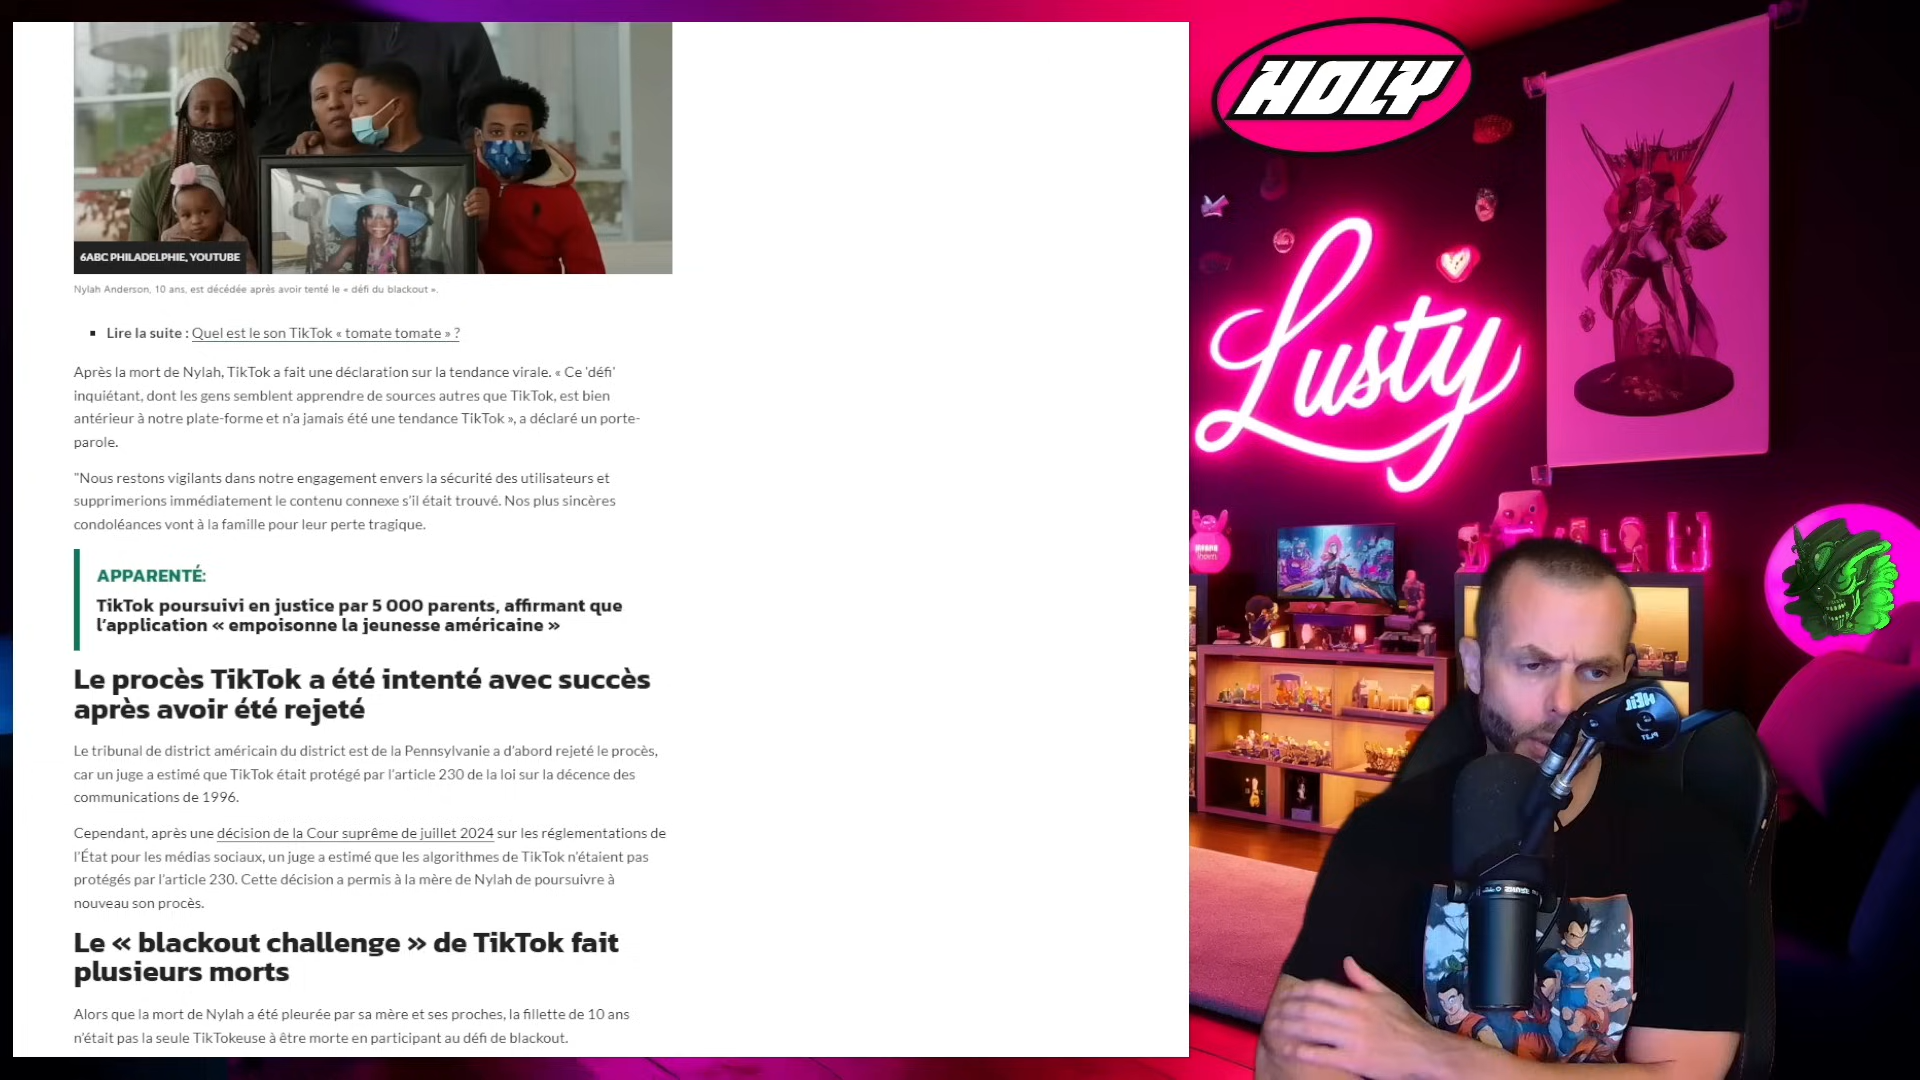 6ABC PHILADELPHIE, YOUTUBE
Nylah Anderson, 10 ans, est décédée après avoir tenté le « défi du blackout ».
Lire la suite : Quel est le son TikTok « tomate tomate » ?
Après la mort de Nylah, TikTok a fait une déclaration sur la tendance virale. « Ce 'défi'
inquiétant, dont les gens semblent apprendre de sources autres que TikTok, est bien
antérieur à notre plate-forme et n'a jamais été une tendance TikTok », a déclaré un porte-
parole.
"Nous restons vigilants dans notre engagement envers la sécurité des utilisateurs et
supprimerions immédiatement le contenu connexe s'il était trouvé. Nos plus sincères
condoléances vont à la famille pour leur perte tragique.
APPARENTÉ:
TikTok poursuivi en justice par 5 000 parents, affirmant que
l'application « empoisonne la jeunesse américaine »
Le procès TikTok a été intenté avec succès
après avoir été rejeté
Le tribunal de district américain du district est de la Pennsylvanie a d'abord rejeté le procès,
car un juge a estimé que TikTok était protégé par l'article 230 de la loi sur la décence des
communications de 1996.
Cependant, après une décision de la Cour suprême de juillet 2024 sur les réglementations de
l'État pour les médias sociaux, un juge a estimé que les algorithmes de TikTok n'étaient pas
protégés par l'article 230. Cette décision a permis à la mère de Nylah de poursuivre à
nouveau son procès.
Le « blackout challenge » de TikTok fait
plusieurs morts
Alors que la mort de Nylah a été pleurée par sa mère et ses proches, la fillette de 10 ans
n'était pas la seule TikTokeuse à être morte en participant au défi de blackout.
HOLY
Lusty